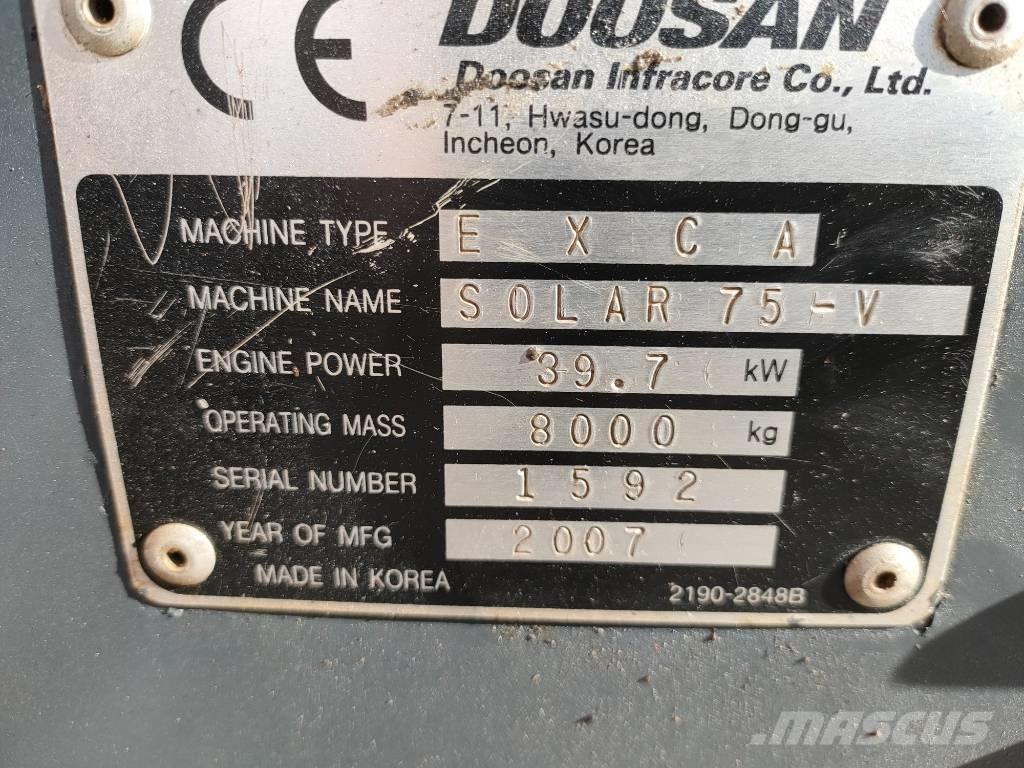 CE DOOSAN
Doosan Infracore Co., Ltd.
7-11, Hwasu-dong, Dong-gu,
Incheon, Korea
MACHINE TYPE E X C A
MACHINE NAME SOLAR 75-V
ENGINE POWER 39.7 kW
OPERATING MASS 8000 kg
SERIAL NUMBER 1592
YEAR OF MFG 2007
MADE IN KOREA 2190-2848B
MASCUS